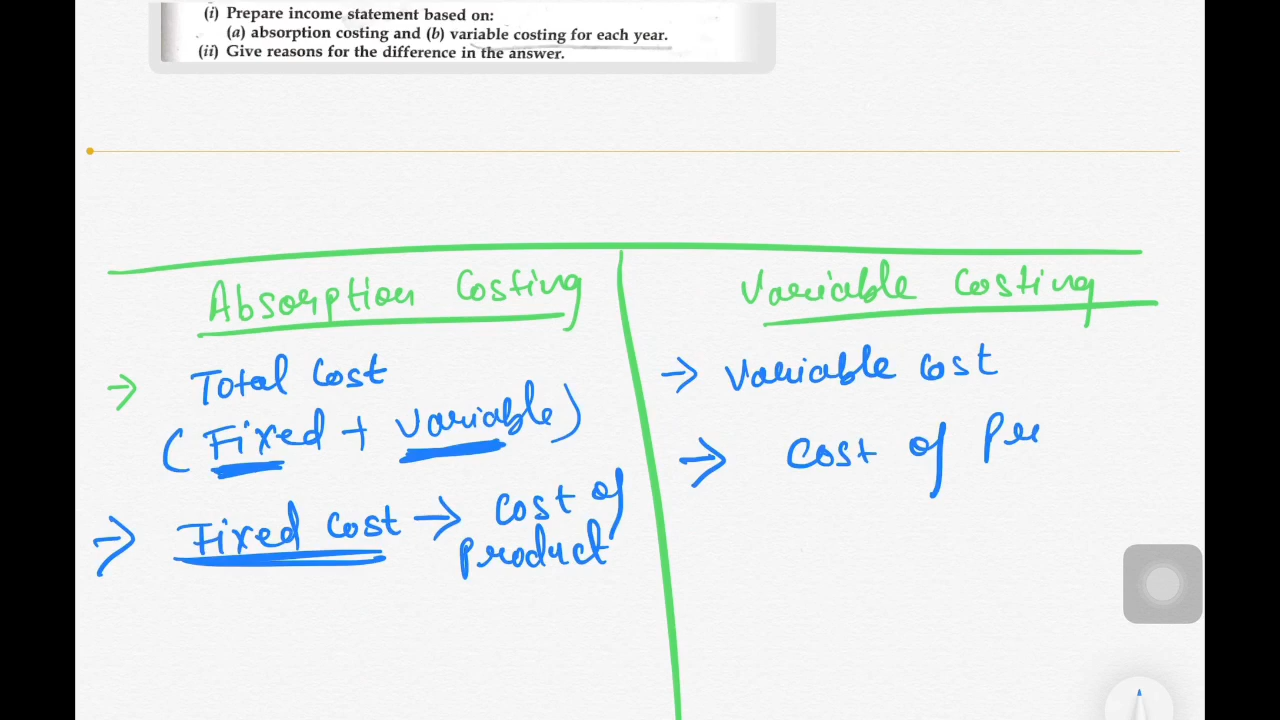 (i) Prepare income statement based on:
(a) absorption costing and (b) variable costing for each year.
(ii) Give reasons for the difference in the answer.
Absorption Costing
→ Total Cost
(Fixed + Variable)
⇒ Fixed Cost → Cost of
product
Variable Costing
→ Variable Cost
→ Cost of